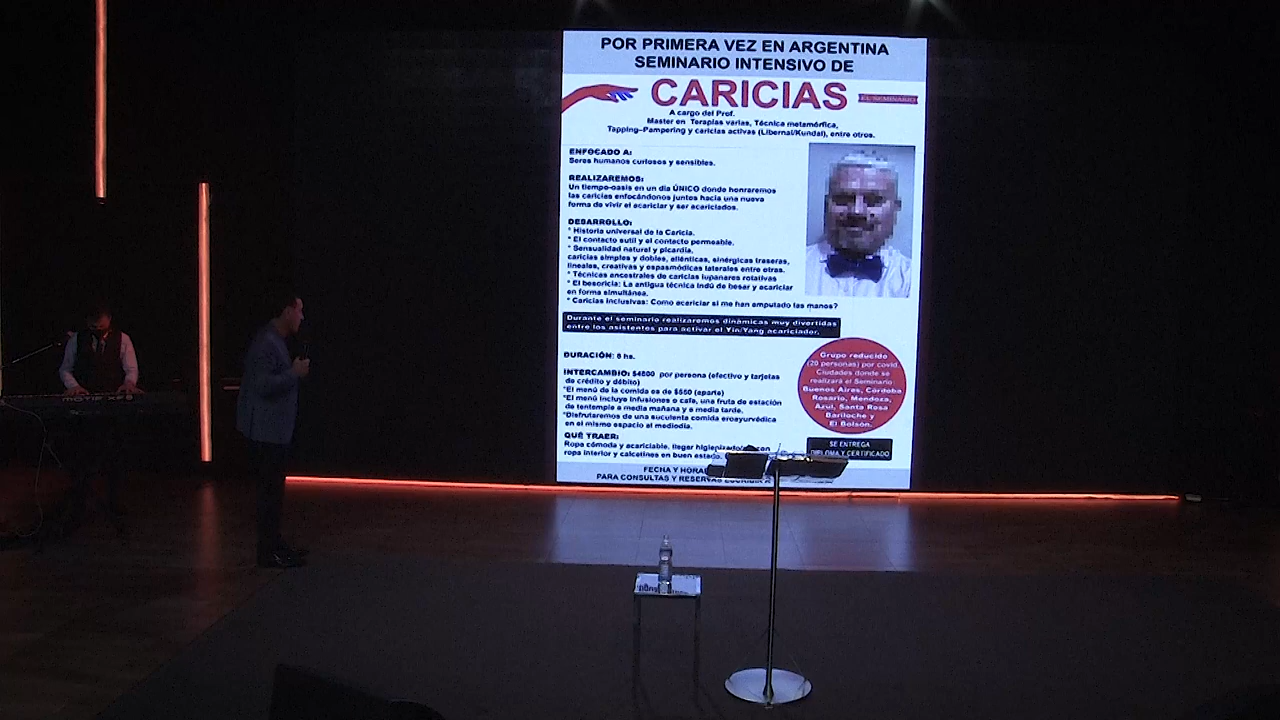 POR PRIMERA VEZ EN ARGENTINA
SEMINARIO INTENSIVO DE
CARICIAS
EL SEMINARIO
A cargo del Prof.
Master en Terapias varias, Técnica metamórfica,
Tapping–Pampering y caricias activas (Libernal/Kundal), entre otros.
ENFOCADO A:
Seres humanos curiosos y sensibles.
REALIZAREMOS:
Un tiempo-oasis en un día ÚNICO donde honraremos
las caricias enfocándonos juntos hacia una nueva
forma de vivir el acariciar y ser acariciados.
DESARROLLO:
* Historia universal de la Caricia.
* El contacto sutil y el contacto permeable.
* Sensualidad natural y picardía.
caricias simples y dobles, sinérgicas traseras,
lineales, creativas y espasmódicas laterales entre otras.
* Técnicas ancestrales de caricias lupanares rotativas
* El besoricia: La antigua técnica indú de besar y acariciar
en forma simultánea.
* Caricias inclusivas: Como acariciar si me han amputado las manos?
Durante el seminario realizaremos dinámicas muy divertidas
entre los asistentes para activar el Yin/Yang acariciador.
DURACIÓN: 8 hs.
INTERCAMBIO: $4800 por persona (efectivo y tarjetas
de crédito y débito)
*El menú de la comida es de $550 (aparte)
*El menú incluye infusiones o café, una fruta de estación
de tentempie a media mañana y a media tarde.
*Disfrutaremos de una suculenta comida eroayurvédica
en el mismo espacio al mediodía.
QUÉ TRAER:
Ropa cómoda y acariciable, llegar con
ropa interior y calcetines en buen estado.
Grupo reducido
(20 personas) por covid.
Ciudades donde se
realizará el Seminario:
Buenos Aires, Córdoba
Rosario, Mendoza,
Azul, Santa Rosa
Bariloche y
El Bolsón.
SE ENTREGA
DIPLOMA Y CERTIFICADO
FECHA Y
PARA CONSULTAS Y RESERVAS
MOTIF XF8